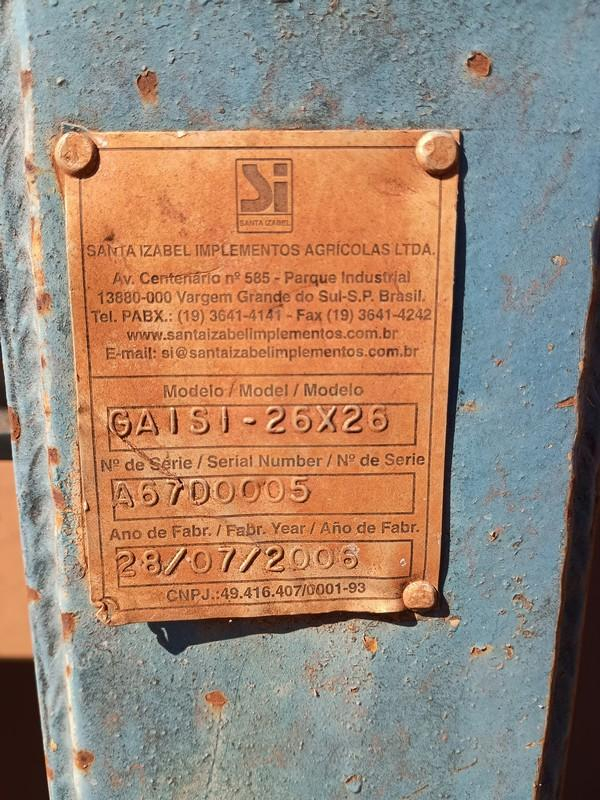 Si
SANTA IZABEL
SANTA IZABEL IMPLEMENTOS AGRÍCOLAS LTDA.
Av. Centenário nº 585 - Parque Industrial
13880-000 Vargem Grande do Sul-S.P. Brasil.
Tel. PABX.: (19) 3641-4141 - Fax (19) 3641-4242
www.santaizabelimplementos.com.br
E-mail: si@santaizabelimplementos.com.br
Modelo / Model / Modelo
GAISI-26X26
Nº de Série / Serial Number / Nº de Serie
A67D0005
Ano de Fabr. / Fabr. Year / Año de Fabr.
28/07/2006
CNPJ.:49.416.407/0001-93